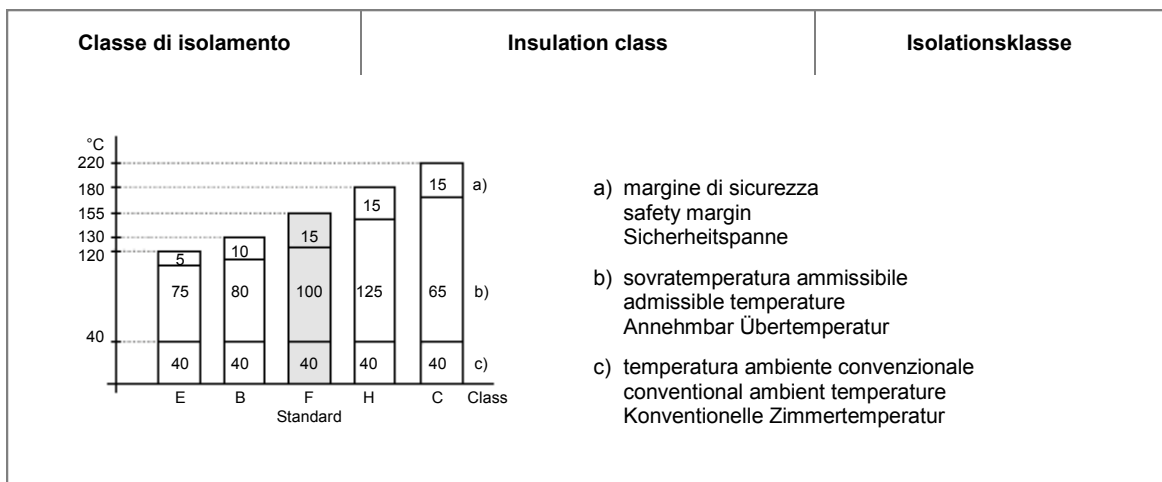 Classe di isolamento
Insulation class
Isolationsklasse
°C
220
180
155
130
120
40
15 a)
15
15
10
5
75 80 100 125 65 b)
40 40 40 40 40 c)
E B F H C Class
Standard
a) margine di sicurezza
safety margin
Sicherheitspanne
b) sovratemperatura ammissibile
admissible temperature
Annehmbar Übertemperatur
c) temperatura ambiente convenzionale
conventional ambient temperature
Konventionelle Zimmertemperatur